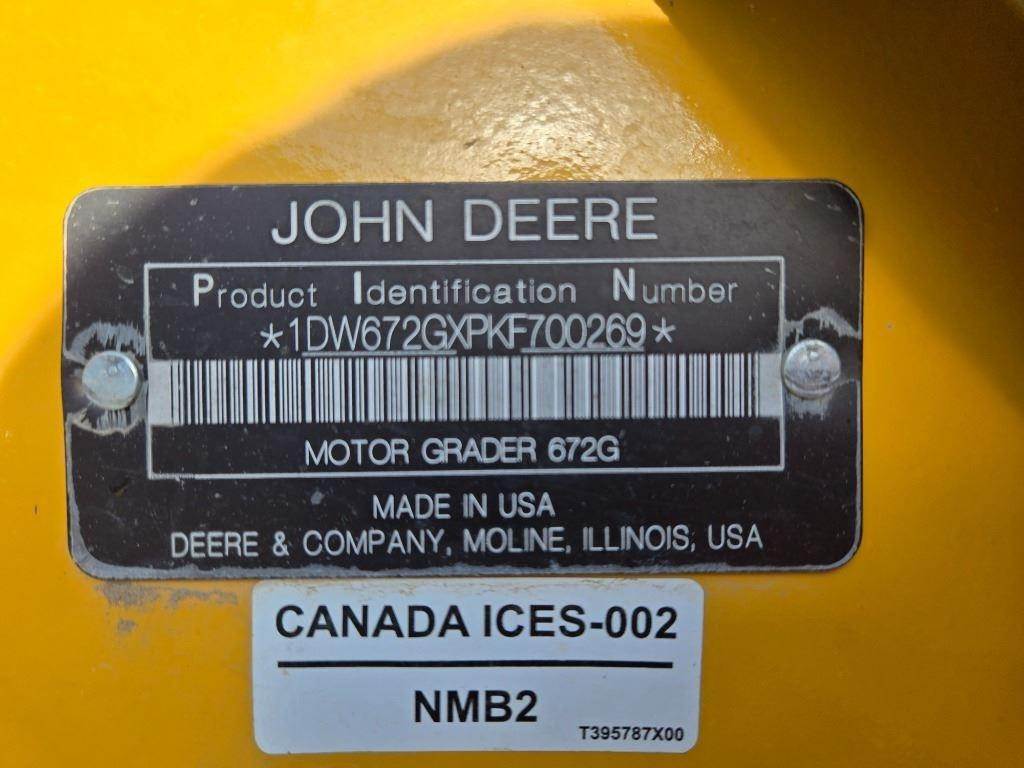 JOHN DEERE
Product Identification Number
*1DW672GXPKF700269*
MOTOR GRADER 672G
MADE IN USA
DEERE & COMPANY, MOLINE, ILLINOIS, USA
CANADA ICES-002
NMB2
T395787X00